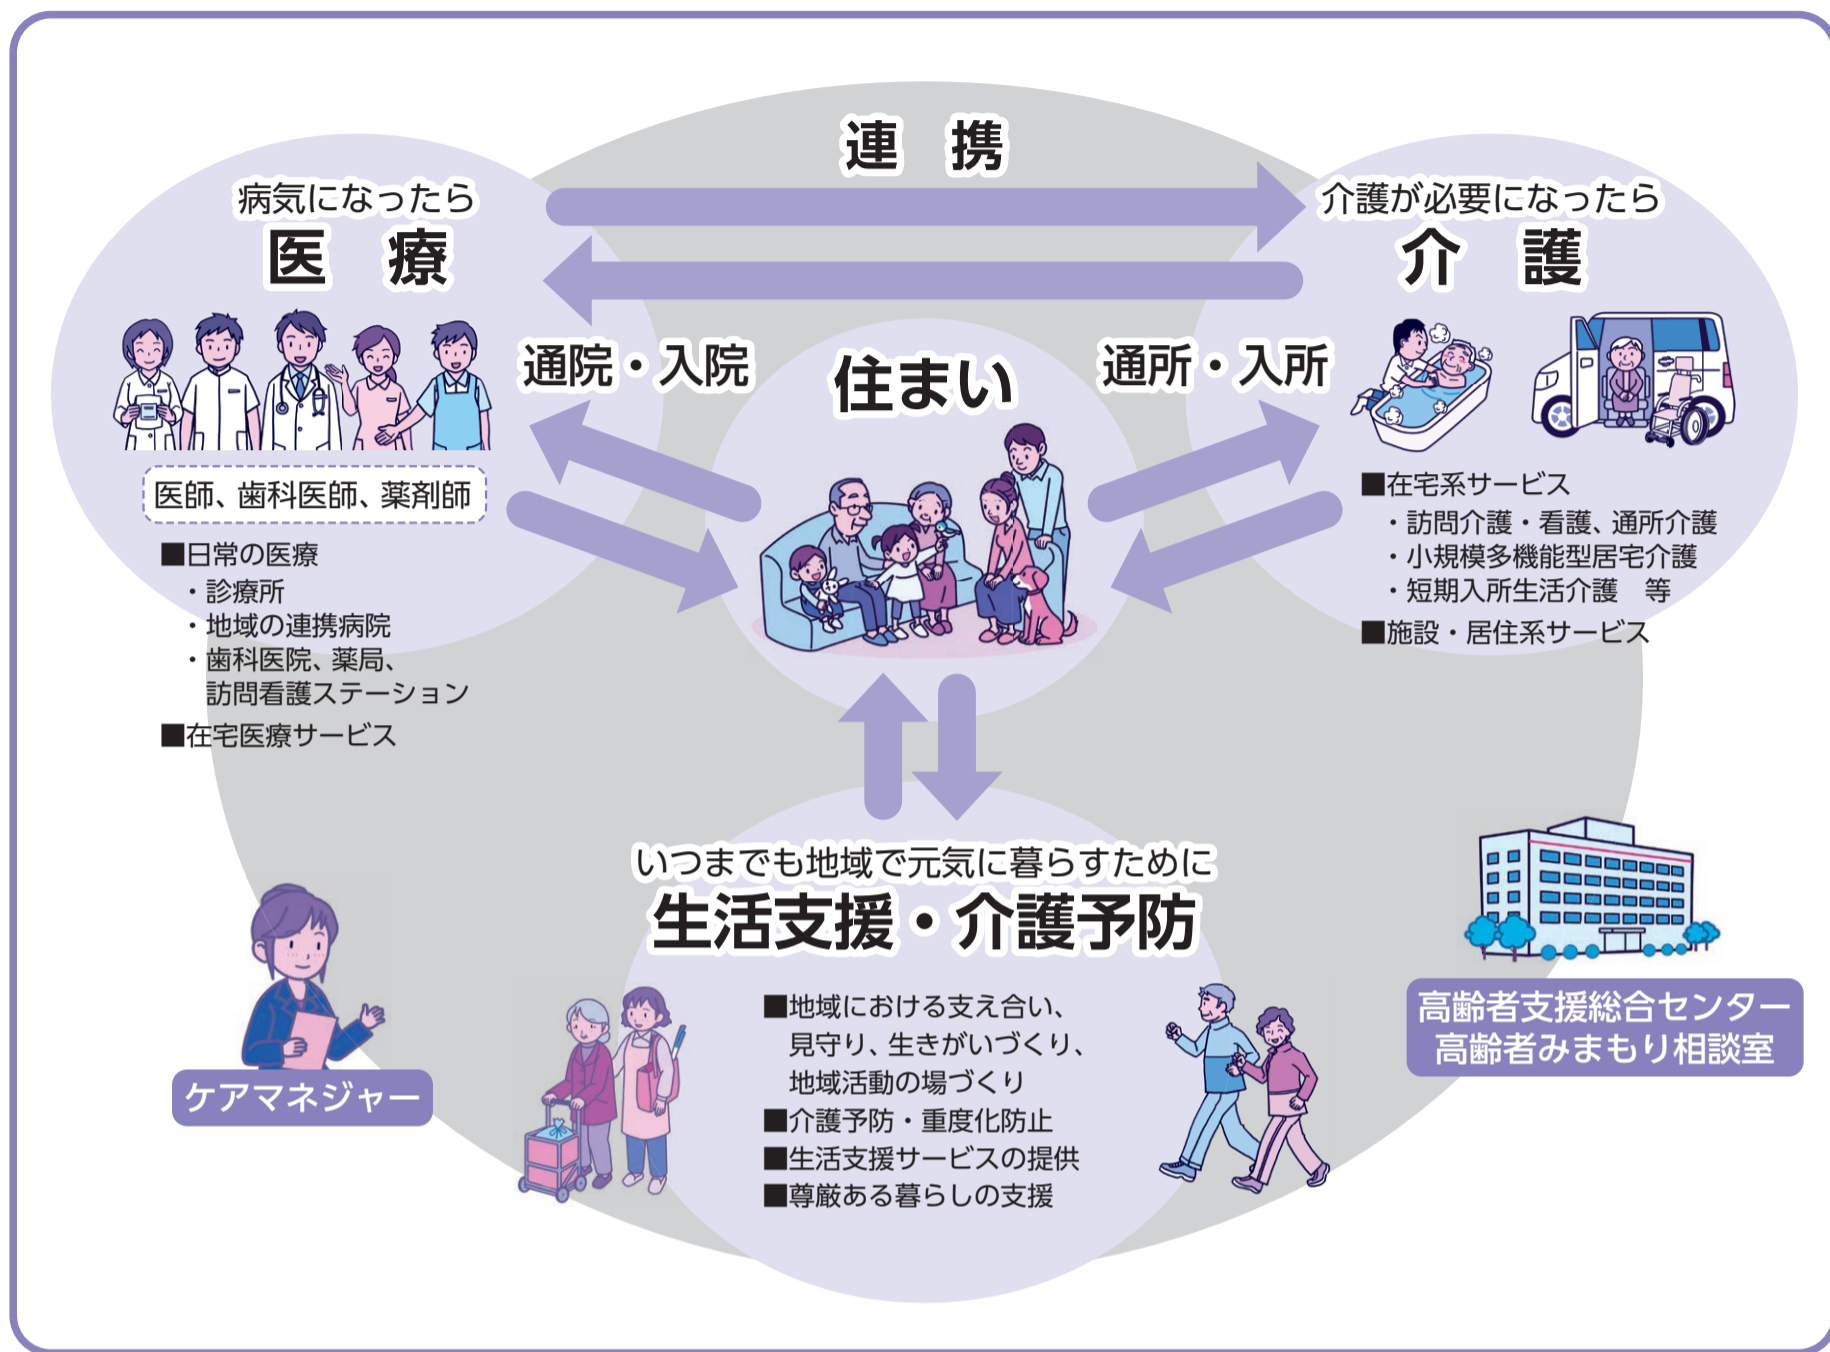 連　携
病気になったら
医　療
医師、歯科医師、薬剤師
■日常の医療
・診療所
・地域の連携病院
・歯科医院、薬局、
訪問看護ステーション
■在宅医療サービス
通院・入院
住まい
通所・入所
介護が必要になったら
介　護
■在宅系サービス
・訪問介護・看護、通所介護
・小規模多機能型居宅介護
・短期入所生活介護　等
■施設・居住系サービス
いつまでも地域で元気に暮らすために
生活支援・介護予防
■地域における支え合い、
見守り、生きがいづくり、
地域活動の場づくり
■介護予防・重度化防止
■生活支援サービスの提供
■尊厳ある暮らしの支援
ケアマネジャー
高齢者支援総合センター
高齢者みまもり相談室